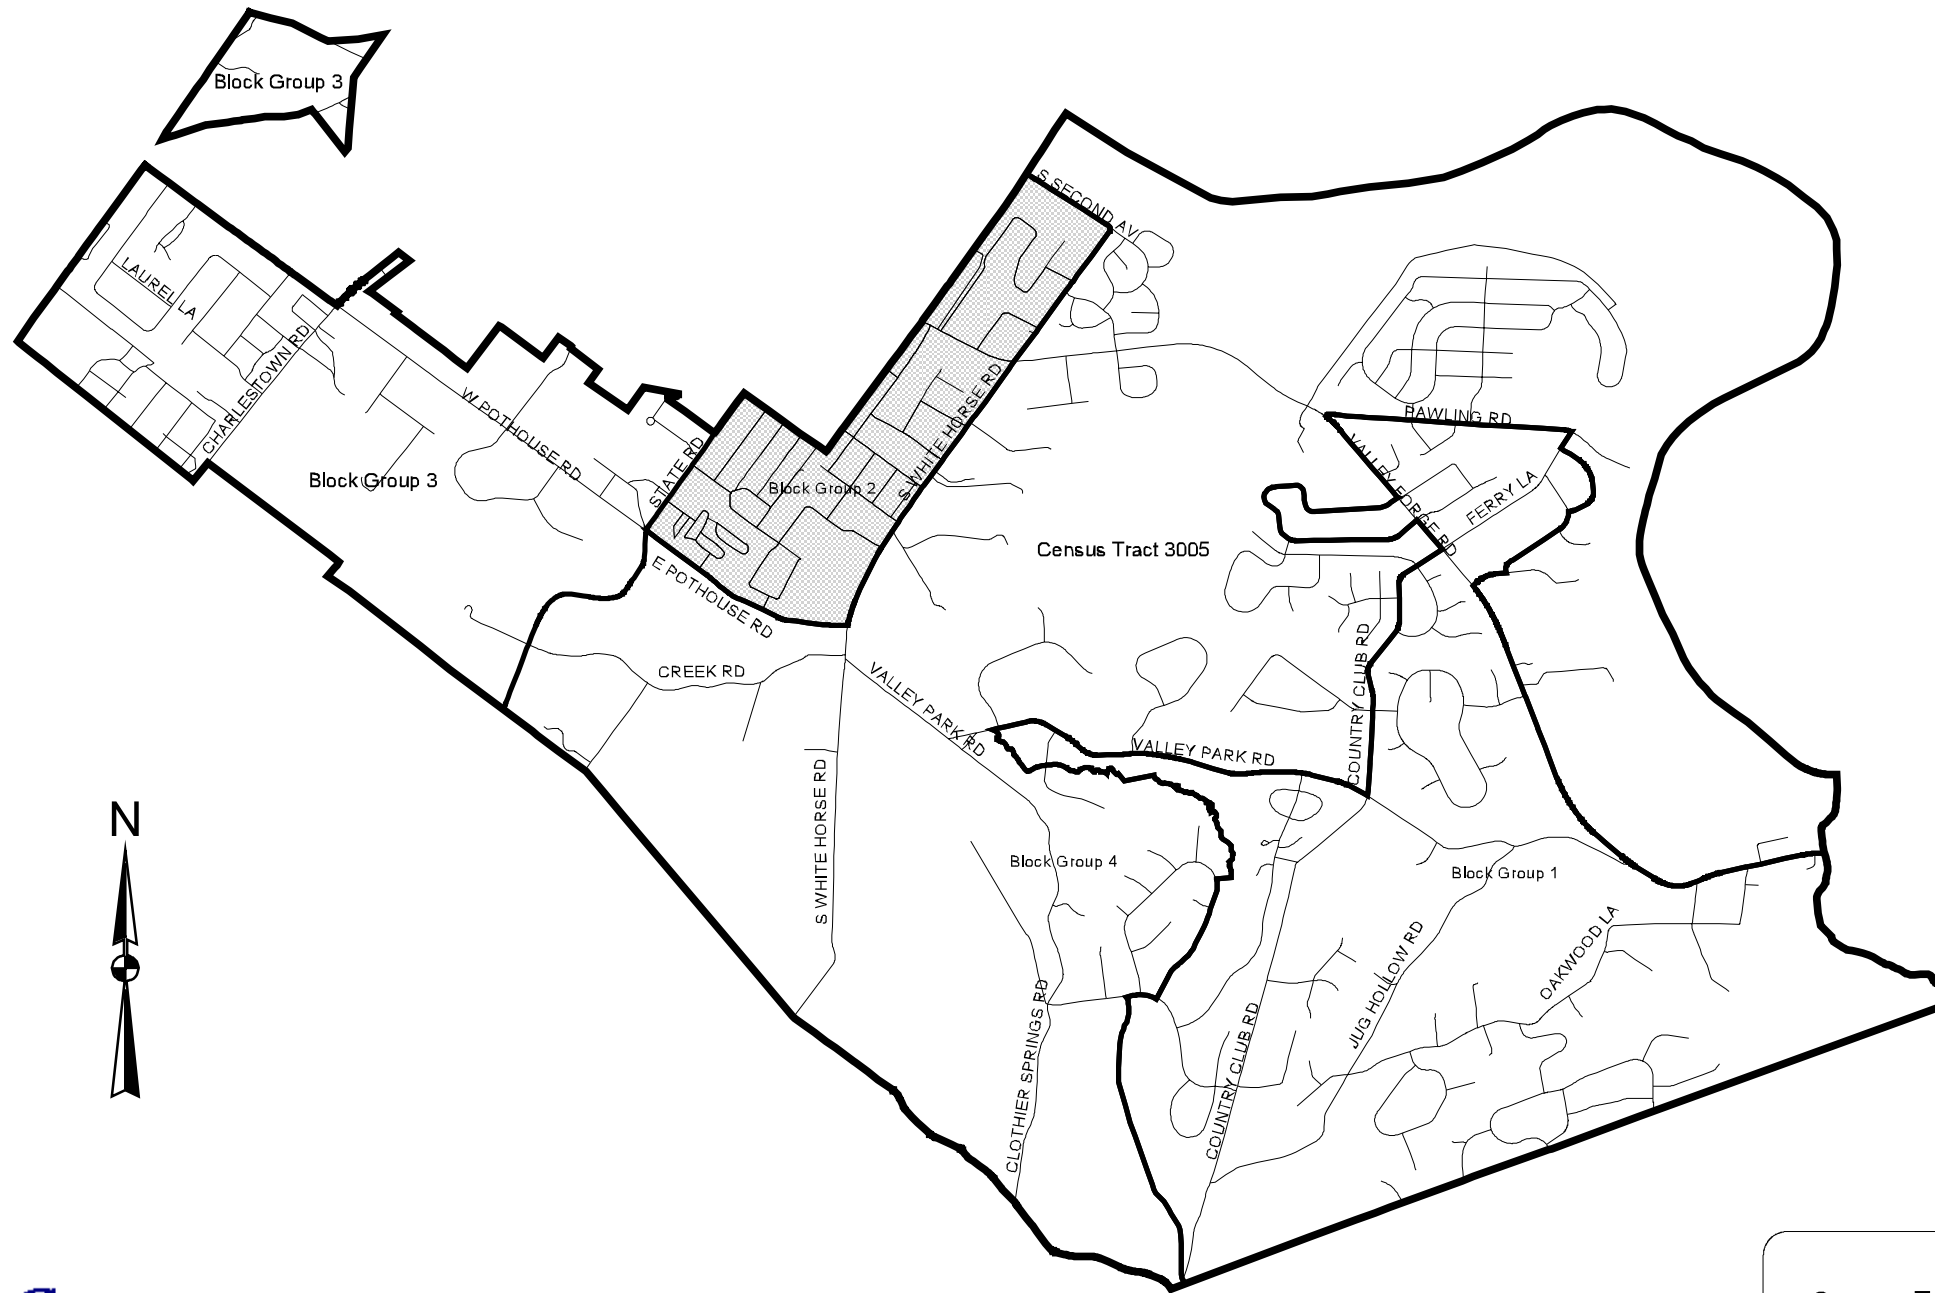 Block Group 3
S SECOND AV
LAUREL LA
CHARLESTOWN RD
W POTHOUSE RD
Block Group 3
STATE RD
Block Group 2
S WHITE HORSE RD
PAWLING RD
VALLEY FORGE RD
FERRY LA
Census Tract 3005
E POTHOUSE RD
CREEK RD
VALLEY PARK RD
COUNTRY CLUB RD
VALLEY PARK RD
S WHITE HORSE RD
N
Block Group 4
Block Group 1
OAKWOOD LA
JUG HOLLOW RD
CLOTHIER SPRINGS RD
COUNTRY CLUB RD